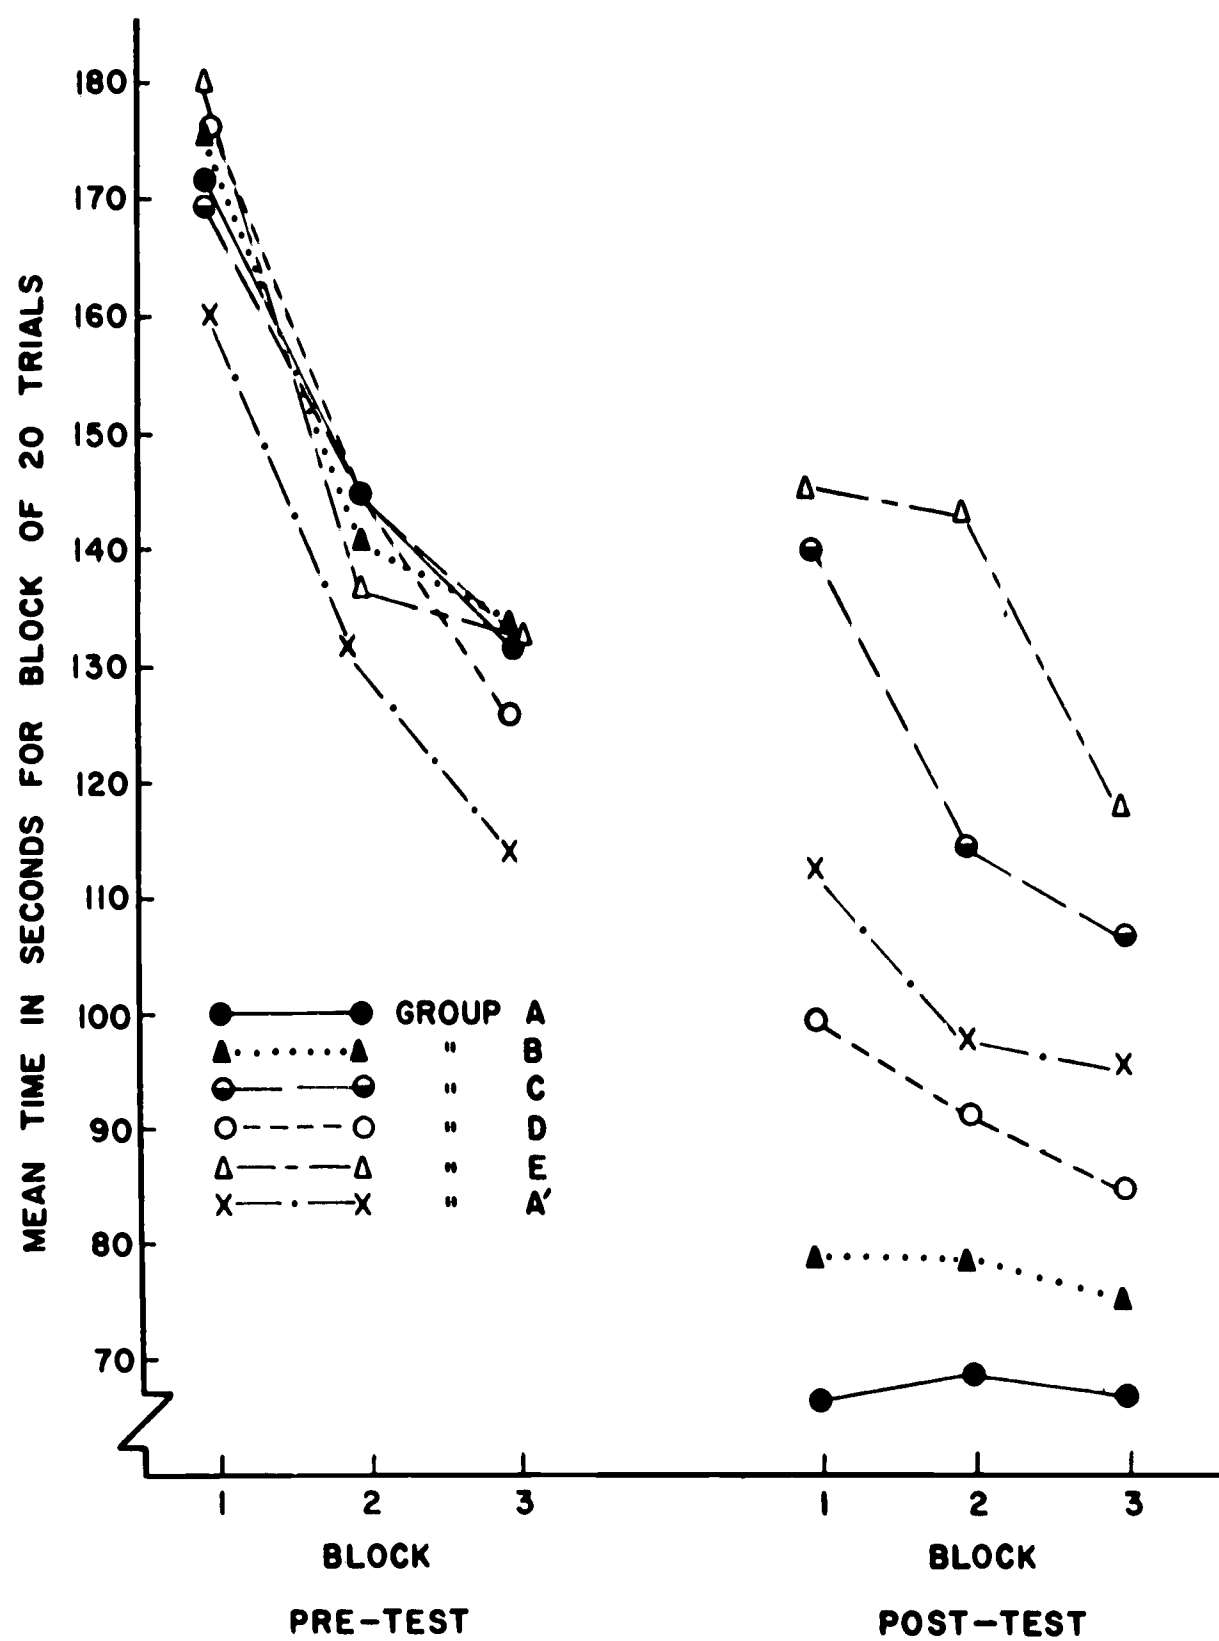 MEAN TIME IN SECONDS FOR BLOCK OF 20 TRIALS
180
170
160
150
140
130
120
110
100
90
80
70
GROUP A
" B
" C
" D
" E
" A'
1 2 3 1 2 3
BLOCK BLOCK
PRE-TEST POST-TEST